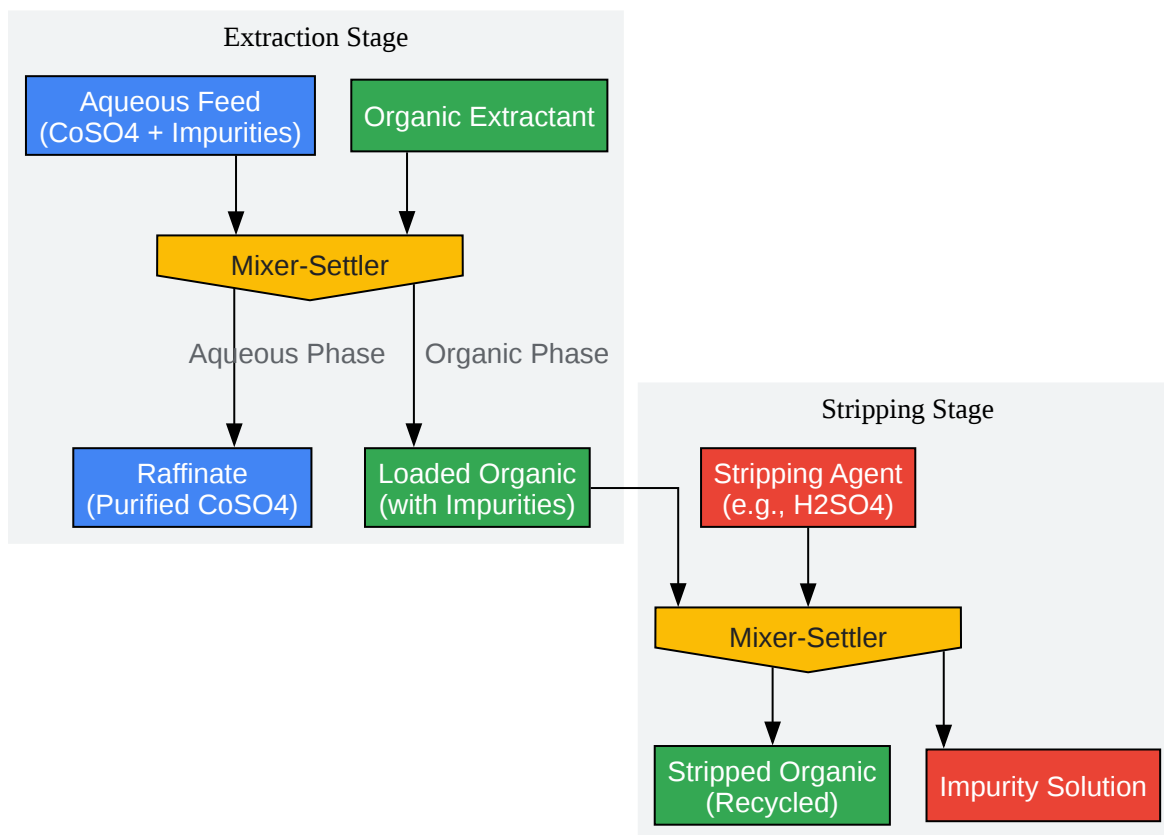 Extraction Stage
Aqueous Feed
(CoSO4 + Impurities)
Organic Extractant
Mixer-Settler
Aqueous Phase
Organic Phase
Raffinate
(Purified CoSO4)
Loaded Organic
(with Impurities)
Stripping Stage
Stripping Agent
(e.g., H2SO4)
Mixer-Settler
Stripped Organic
(Recycled)
Impurity Solution